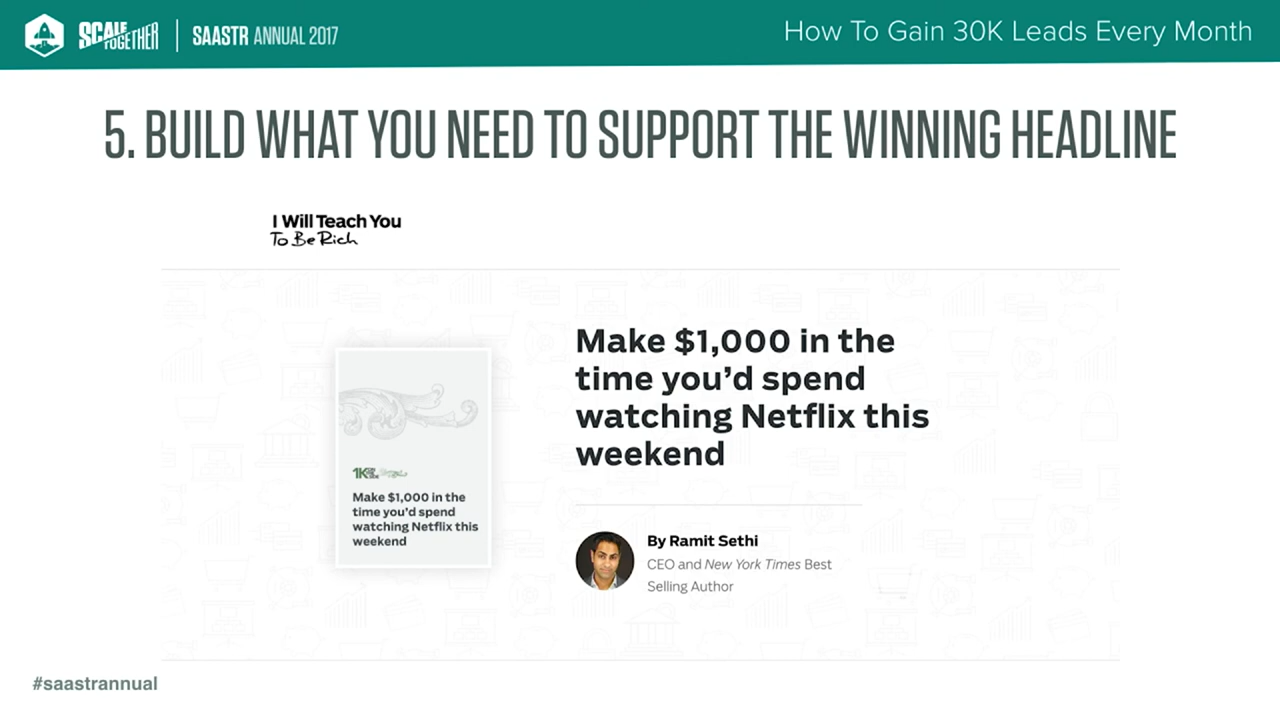 SCALE TOGETHER
SAASTR ANNUAL 2017
How To Gain 30K Leads Every Month
5. BUILD WHAT YOU NEED TO SUPPORT THE WINNING HEADLINE
I Will Teach You
To Be Rich
Make $1,000 in the
time you'd spend
watching Netflix this
weekend
1K
Make $1,000 in the
time you'd spend
watching Netflix this
weekend
By Ramit Sethi
CEO and New York Times Best
Selling Author
#saastrannual